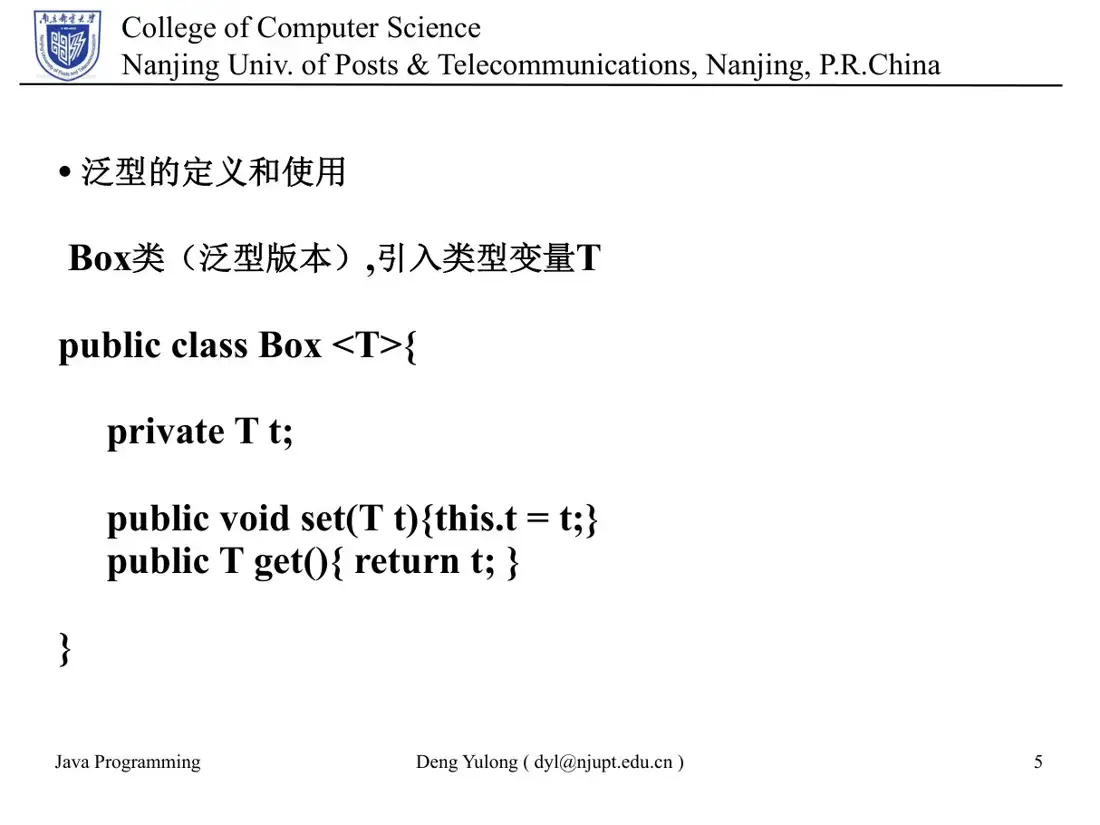 College of Computer Science
Nanjing Univ. of Posts & Telecommunications, Nanjing, P.R.China
• 泛型的定义和使用
Box类（泛型版本）,引入类型变量T
public class Box <T>{
private T t;
public void set(T t){this.t = t;}
public T get(){ return t; }
}
Java Programming
Deng Yulong ( dyl@njupt.edu.cn )
5